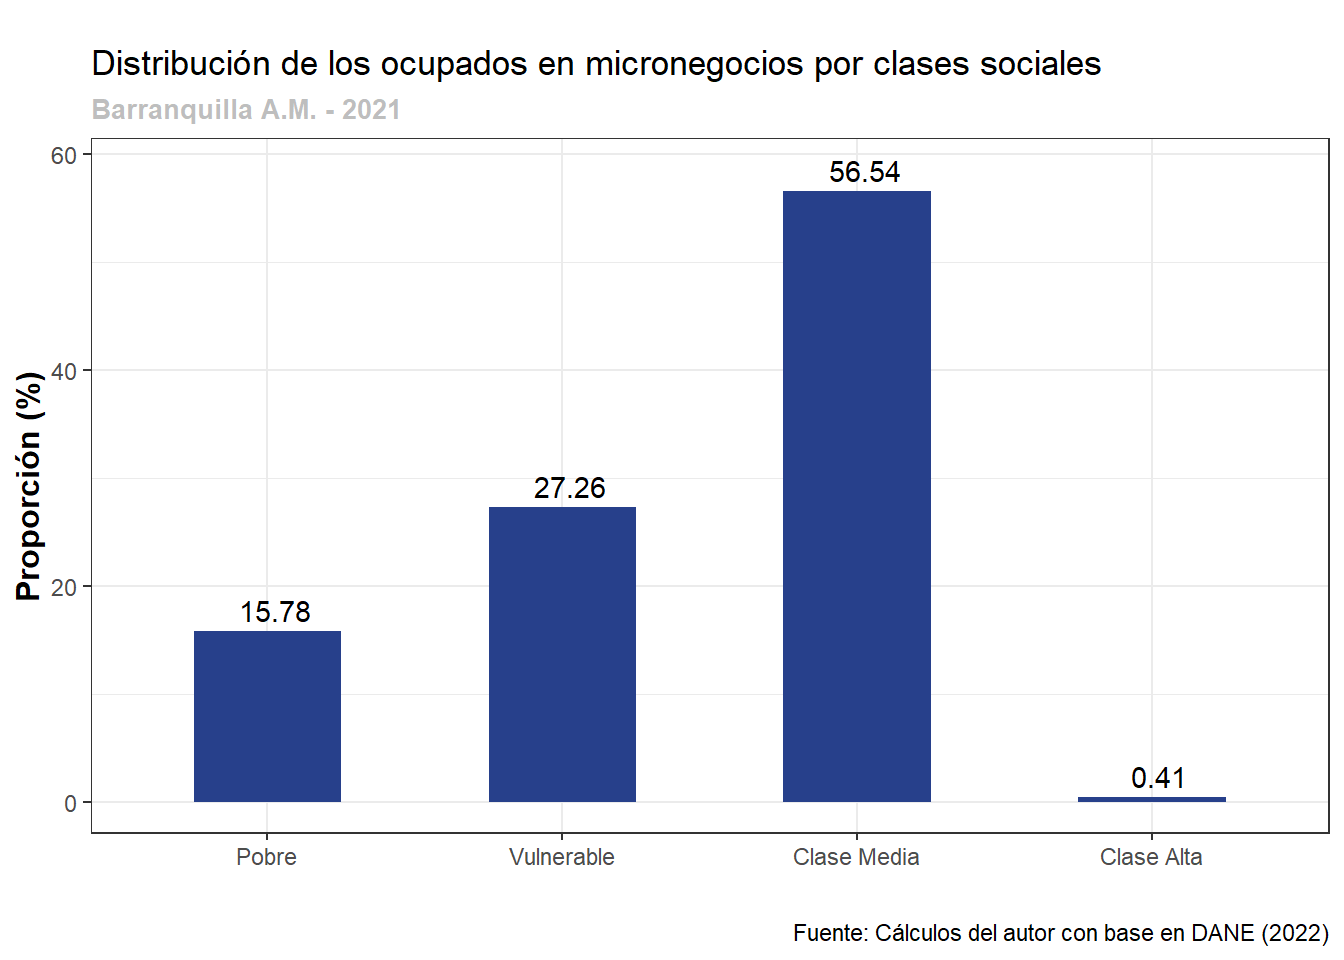 Distribución de los ocupados en micronegocios por clases sociales
Barranquilla A.M. - 2021
Proporción (%)
60
40
20
0
15.78
27.26
56.54
0.41
Pobre
Vulnerable
Clase Media
Clase Alta
Fuente: Cálculos del autor con base en DANE (2022)